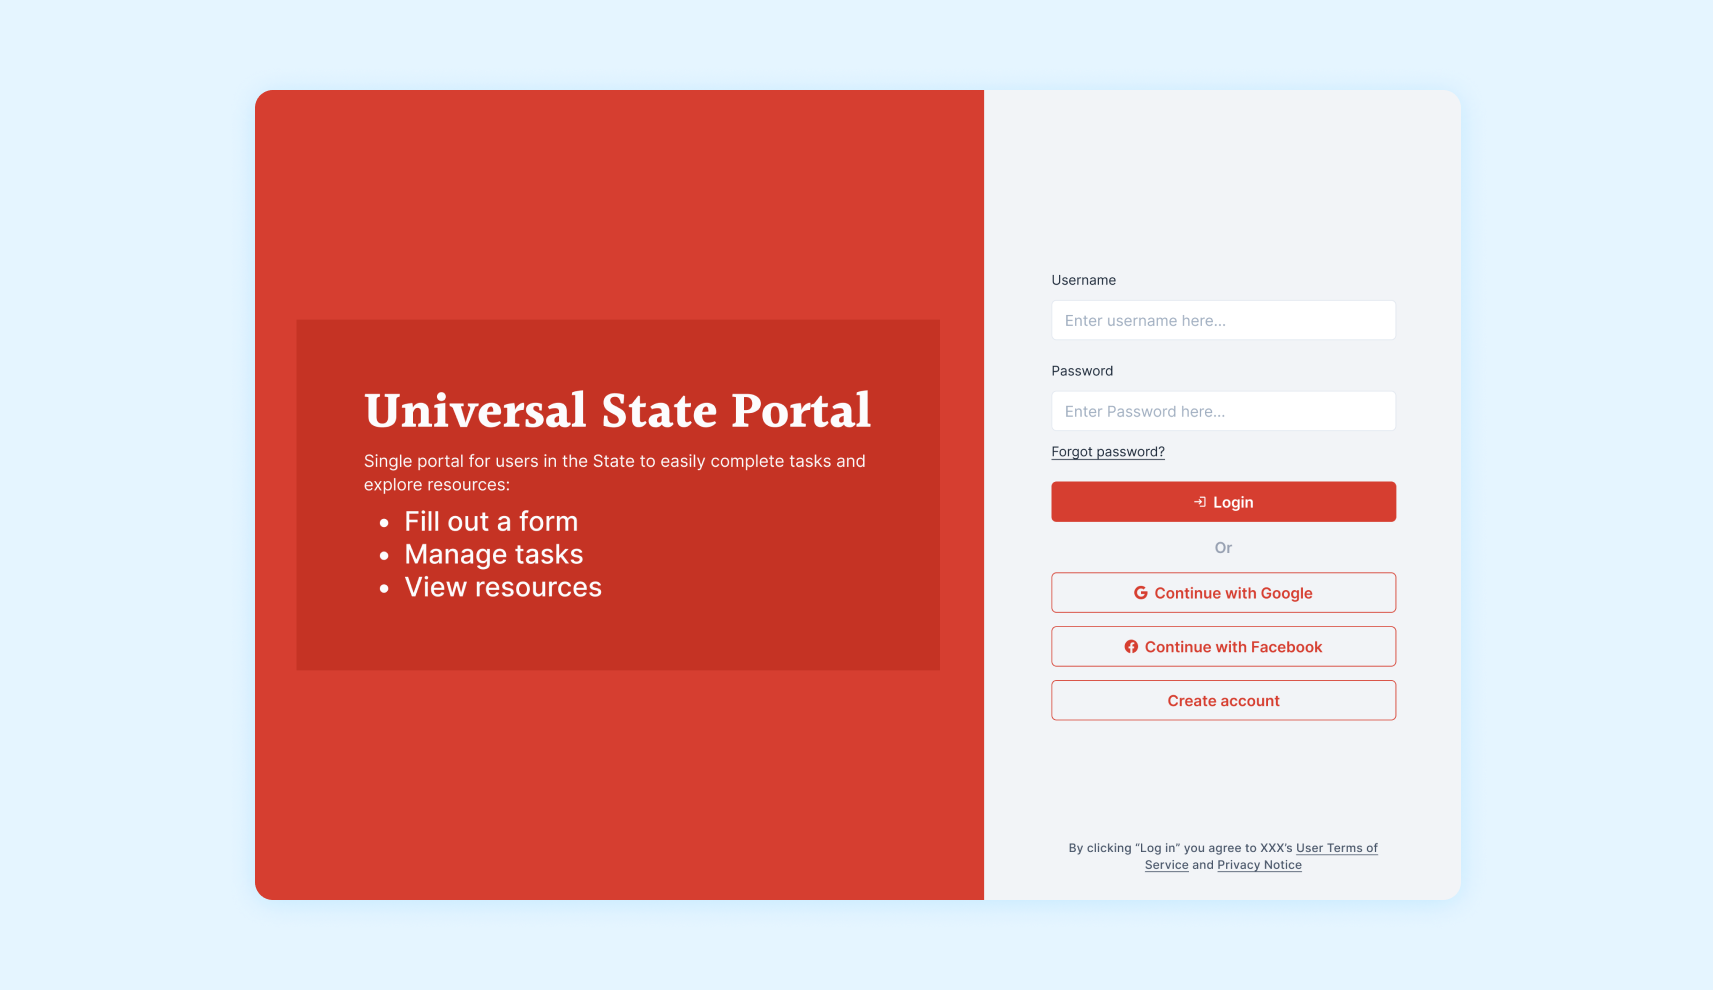 Universal State Portal
Single portal for users in the State to easily complete tasks and
explore resources:
• Fill out a form
• Manage tasks
• View resources
Username
Enter username here...
Password
Enter Password here...
Forgot password?
Login
Or
Continue with Google
Continue with Facebook
Create account
By clicking “Log in” you agree to XXX’s User Terms of
Service and Privacy Notice